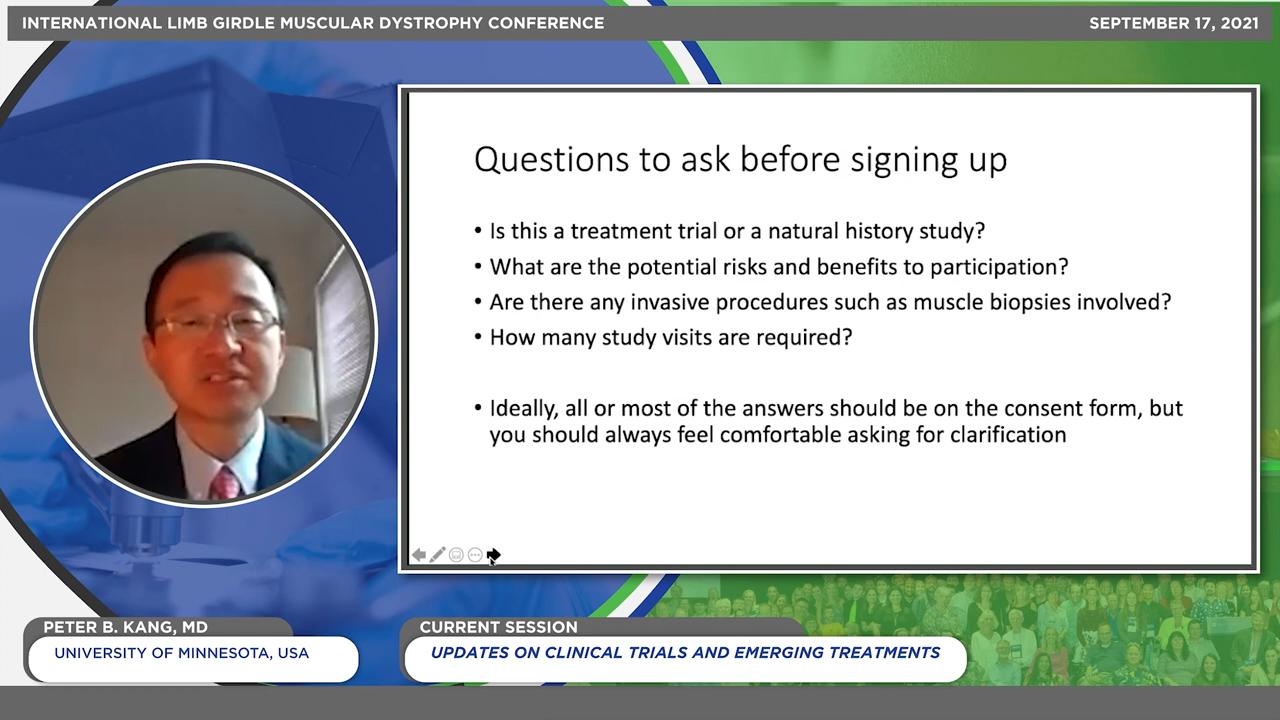 INTERNATIONAL LIMB GIRDLE MUSCULAR DYSTROPHY CONFERENCE
SEPTEMBER 17, 2021
Questions to ask before signing up
• Is this a treatment trial or a natural history study?
• What are the potential risks and benefits to participation?
• Are there any invasive procedures such as muscle biopsies involved?
• How many study visits are required?
• Ideally, all or most of the answers should be on the consent form, but
you should always feel comfortable asking for clarification
PETER B. KANG, MD
UNIVERSITY OF MINNESOTA, USA
CURRENT SESSION
UPDATES ON CLINICAL TRIALS AND EMERGING TREATMENTS